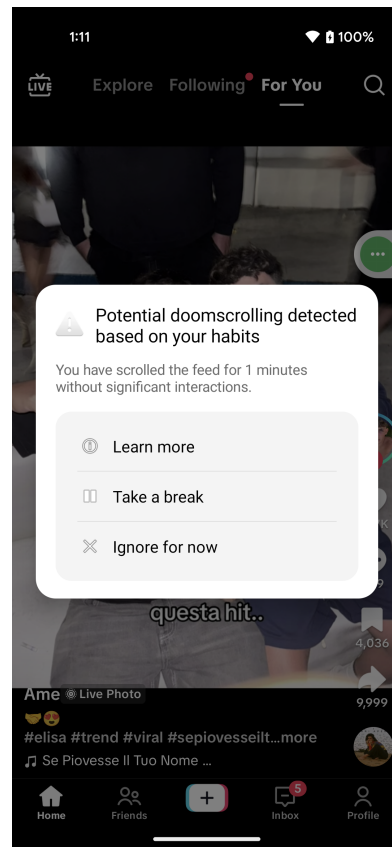 1:11
100%
LIVE
Explore Following For You
Potential doomscrolling detected
based on your habits
You have scrolled the feed for 1 minutes
without significant interactions.
Learn more
Take a break
Ignore for now
questa hit..
4,036
Ame Live Photo
9,999
#elisa #trend #viral #sepiovesseilt...more
Se Piovesse Il Tuo Nome ...
5
Home
Friends
Inbox
Profile